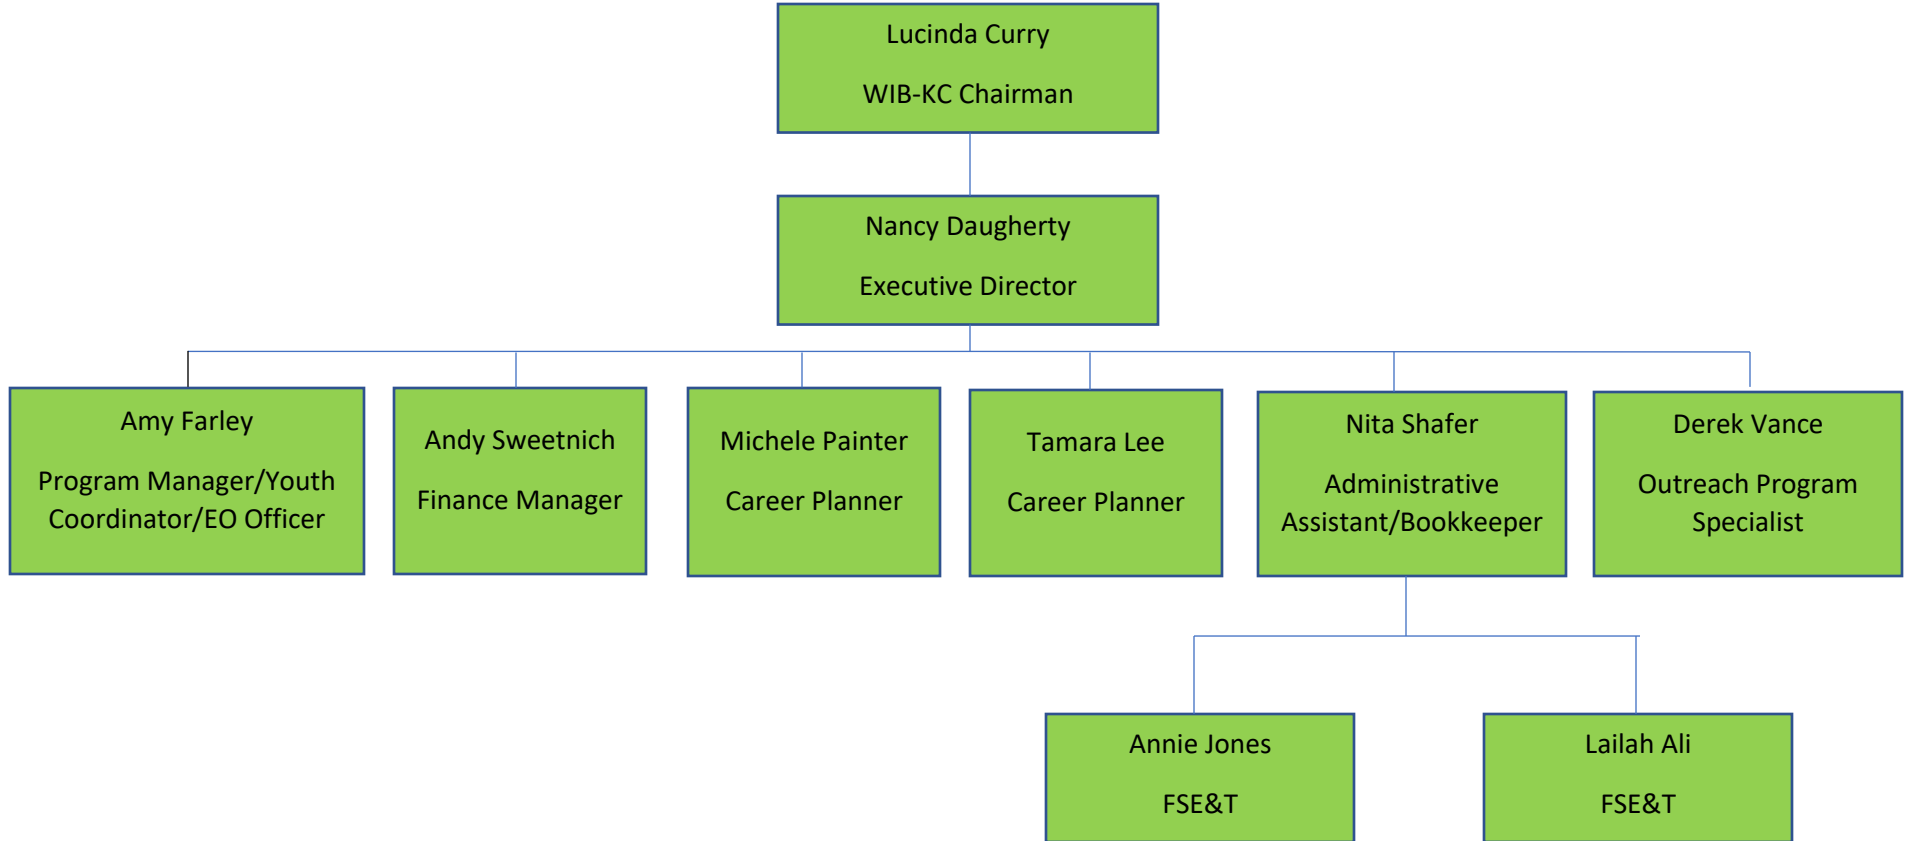 Lucinda Curry
WIB-KC Chairman
Nancy Daugherty
Executive Director
Amy Farley
Program Manager/Youth
Coordinator/EO Officer
Andy Sweetnich
Finance Manager
Michele Painter
Career Planner
Tamara Lee
Career Planner
Nita Shafer
Administrative
Assistant/Bookkeeper
Derek Vance
Outreach Program
Specialist
Annie Jones
FSE&T
Lailah Ali
FSE&T